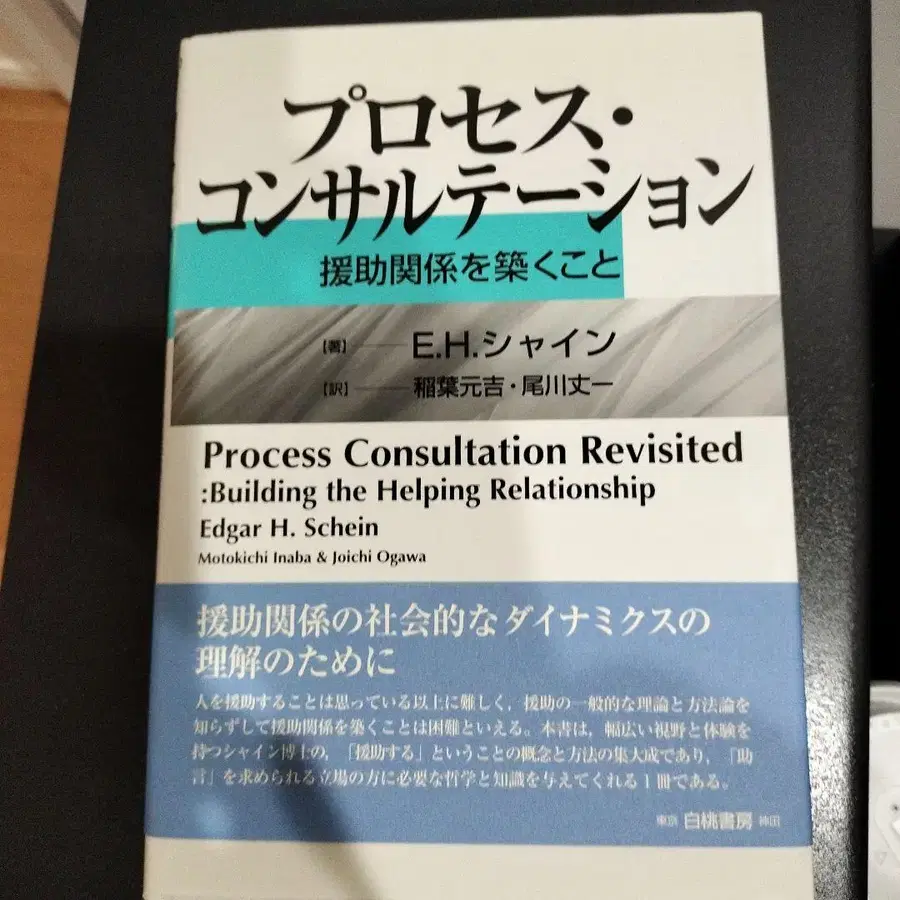 プロセス・
コンサルテーション
援助関係を築くこと
【著】 E.H.シャイン
【訳】 稲葉元吉・尾川丈一
Process Consultation Revisited
:Building the Helping Relationship
Edgar H. Schein
Motokichi Inaba & Joichi Ogawa
援助関係の社会的なダイナミクスの
理解のために
人を援助することは思っている以上に難しく，援助の一般的な理論と方法論を
知らずして援助関係を築くことは困難といえる。本書は，幅広い視野と体験を
持つシャイン博士の，「援助する」ということの概念と方法の集大成であり，「助
言」を求められる立場の方に必要な哲学と知識を与えてくれる1冊である。
東京 白桃書房 神田